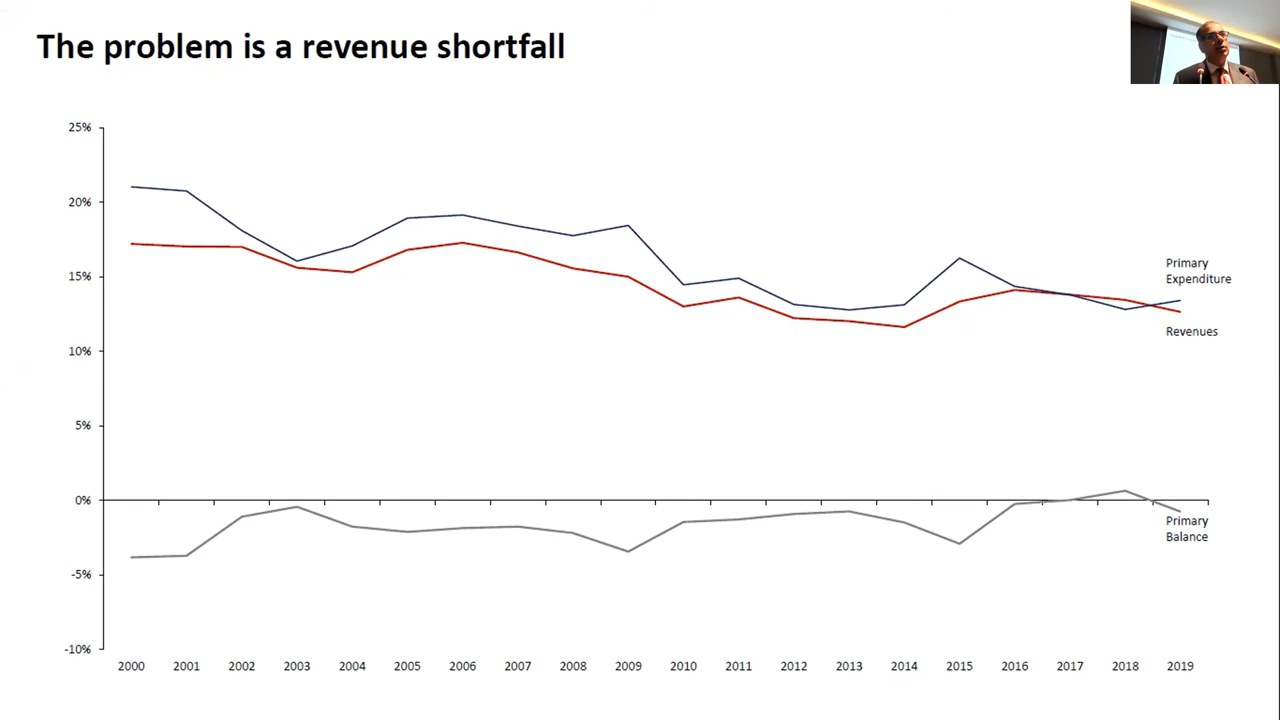 The problem is a revenue shortfall
25%
20%
15%
10%
5%
0%
-5%
-10%
Primary
Expenditure
Revenues
Primary
Balance
2000 2001 2002 2003 2004 2005 2006 2007 2008 2009 2010 2011 2012 2013 2014 2015 2016 2017 2018 2019